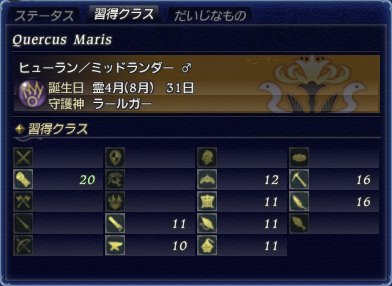 ステータス 習得クラス だいじなもの
Quercus Maris
ヒューラン／ミッドランダー ♂
誕生日 霊4月(8月) 31日
守護神 ラールガー
習得クラス
20 12 16
11 16
11 11
10 11